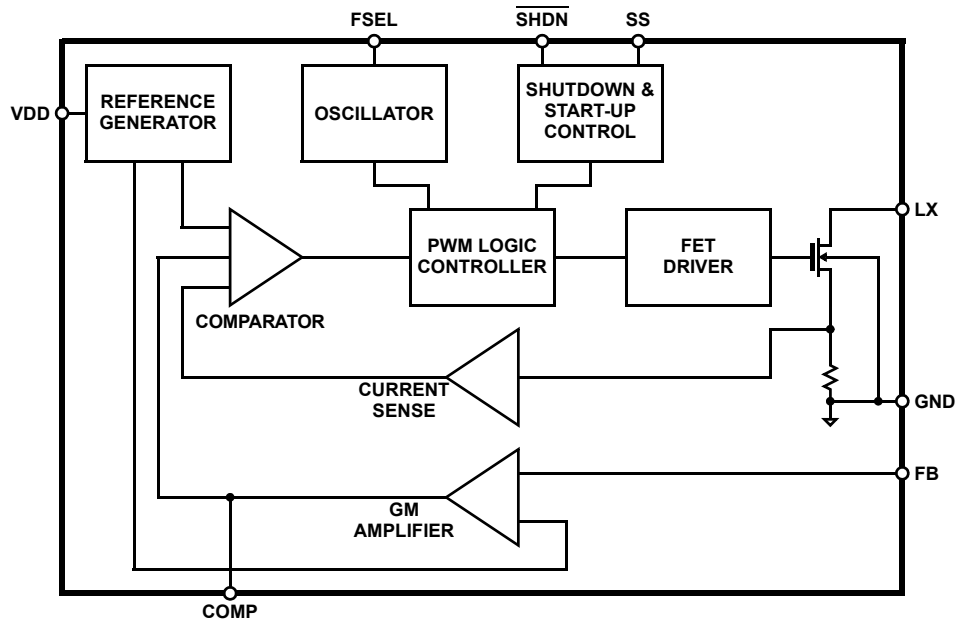 FSEL
SHDN
SS
VDD
REFERENCE
GENERATOR
OSCILLATOR
SHUTDOWN &
START-UP
CONTROL
LX
PWM LOGIC
CONTROLLER
FET
DRIVER
COMPARATOR
CURRENT
SENSE
GND
FB
GM
AMPLIFIER
COMP